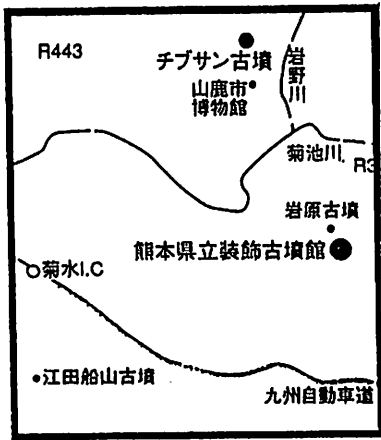 R443
チブサン古墳
山鹿市
博物館
岩野川
菊池川
R3
岩原古墳
熊本県立装飾古墳館
菊水I.C
江田船山古墳
九州自動車道